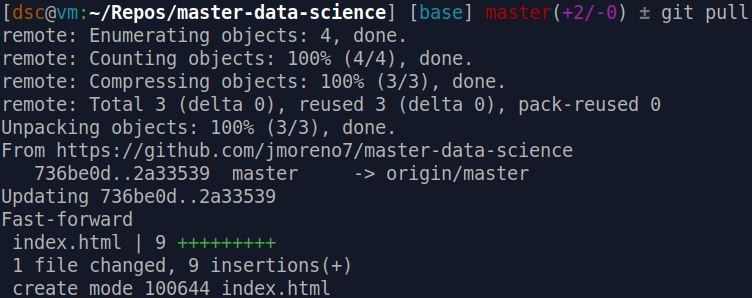 [dsc@vm:~/Repos/master-data-science] [base] master(+2/-0) ± git pull
remote: Enumerating objects: 4, done.
remote: Counting objects: 100% (4/4), done.
remote: Compressing objects: 100% (3/3), done.
remote: Total 3 (delta 0), reused 3 (delta 0), pack-reused 0
Unpacking objects: 100% (3/3), done.
From https://github.com/jmoreno7/master-data-science
   736be0d..2a33539  master     -> origin/master
Updating 736be0d..2a33539
Fast-forward
 index.html | 9 +++++++++
 1 file changed, 9 insertions(+)
 create mode 100644 index.html